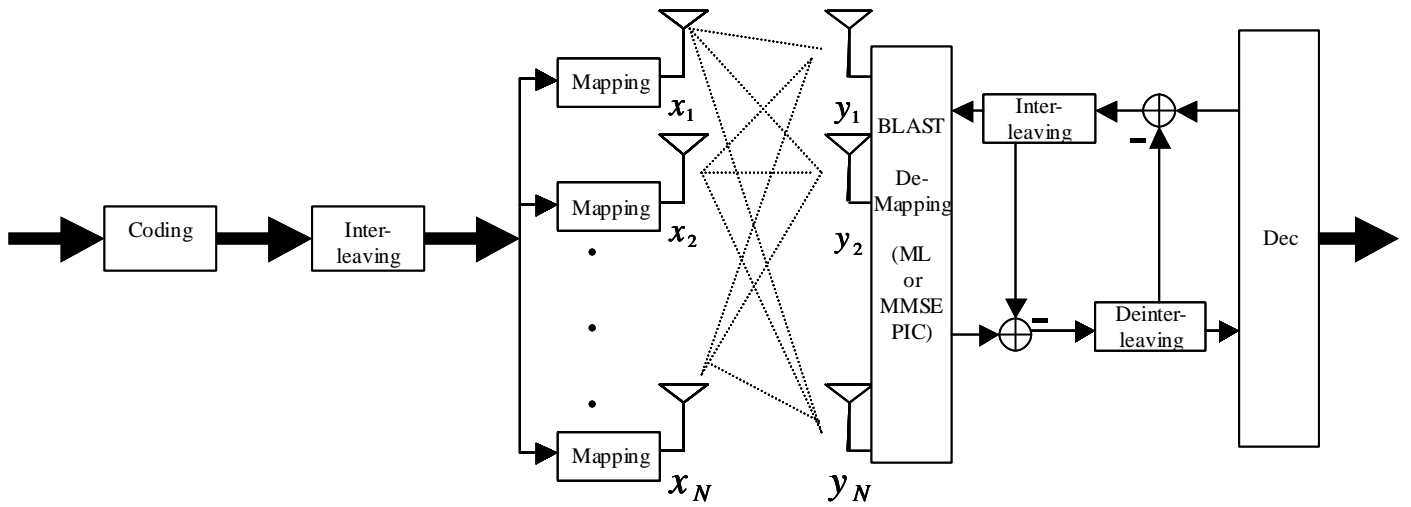 Coding
Inter-
leaving
Mapping
x1
Mapping
x2
Mapping
xN
y1
y2
yN
BLAST
De-
Mapping
(ML
or
MMSE
PIC)
Inter-
leaving
Deinter-
leaving
Dec